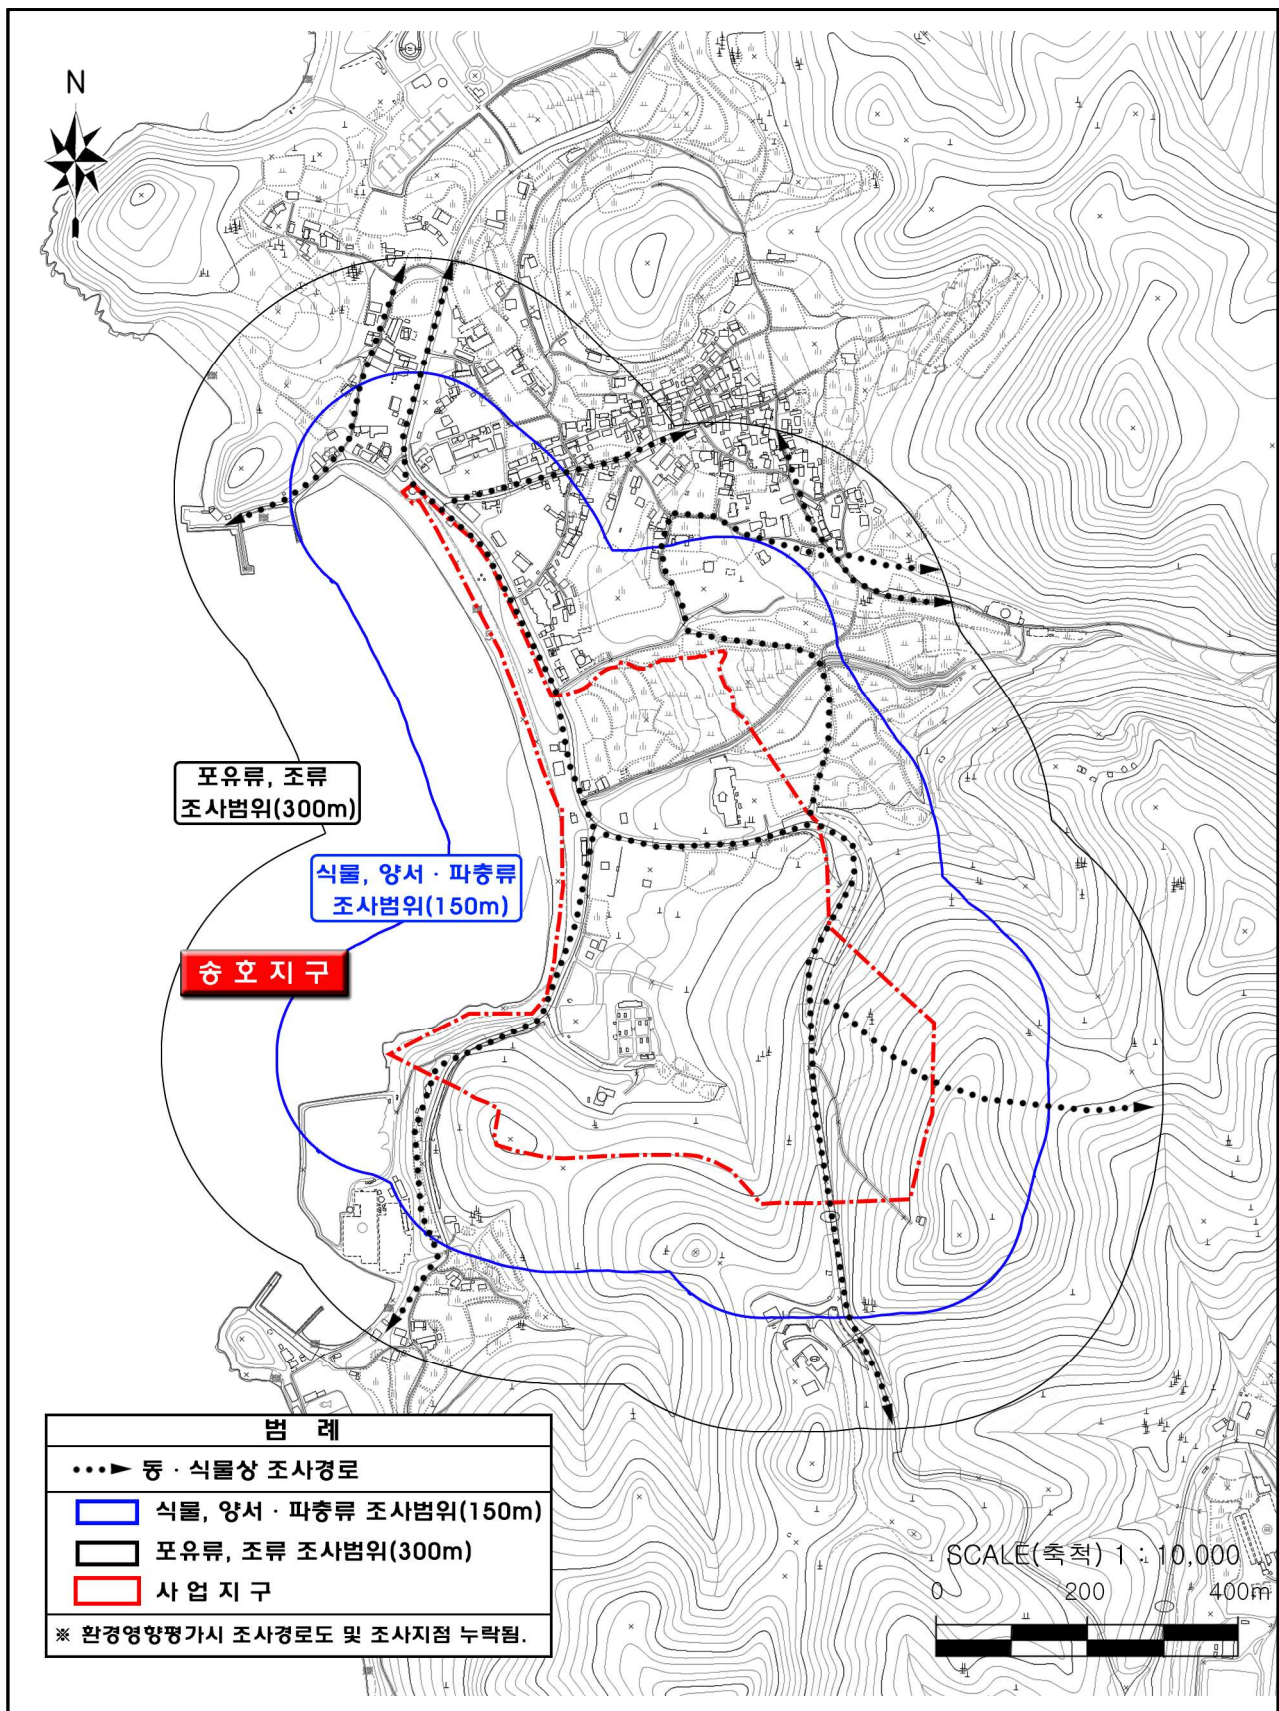 N
포유류, 조류
조사범위(300m)
식물, 양서 · 파충류
조사범위(150m)
송 호 지 구
범 례
동 · 식물상 조사경로
식물, 양서 · 파충류 조사범위(150m)
포유류, 조류 조사범위(300m)
사 업 지 구
※ 환경영향평가시 조사경로도 및 조사지점 누락됨.
SCALE(축척) 1 : 10,000
0 200 400m